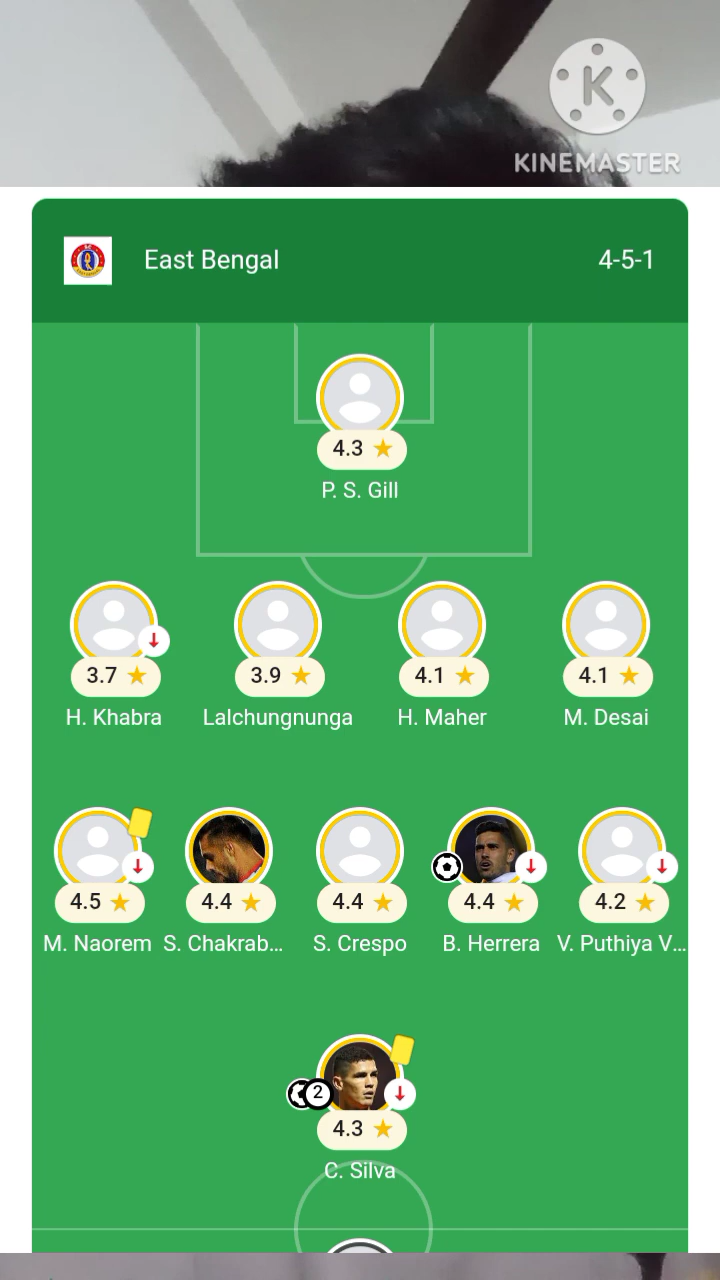 KINEMASTER
East Bengal 4-5-1
4.3
P. S. Gill
3.7 3.9 4.1 4.1
H. Khabra Lalchungnunga H. Maher M. Desai
4.5 4.4 4.4 4.4 4.2
M. Naorem S. Chakrab... S. Crespo B. Herrera V. Puthiya V...
2
4.3
C. Silva